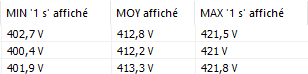 MIN '1 s' affiché MOY affiché MAX '1 s' affiché
402,7 V 412,8 V 421,5 V
400,4 V 412,2 V 421 V
401,9 V 413,3 V 421,8 V